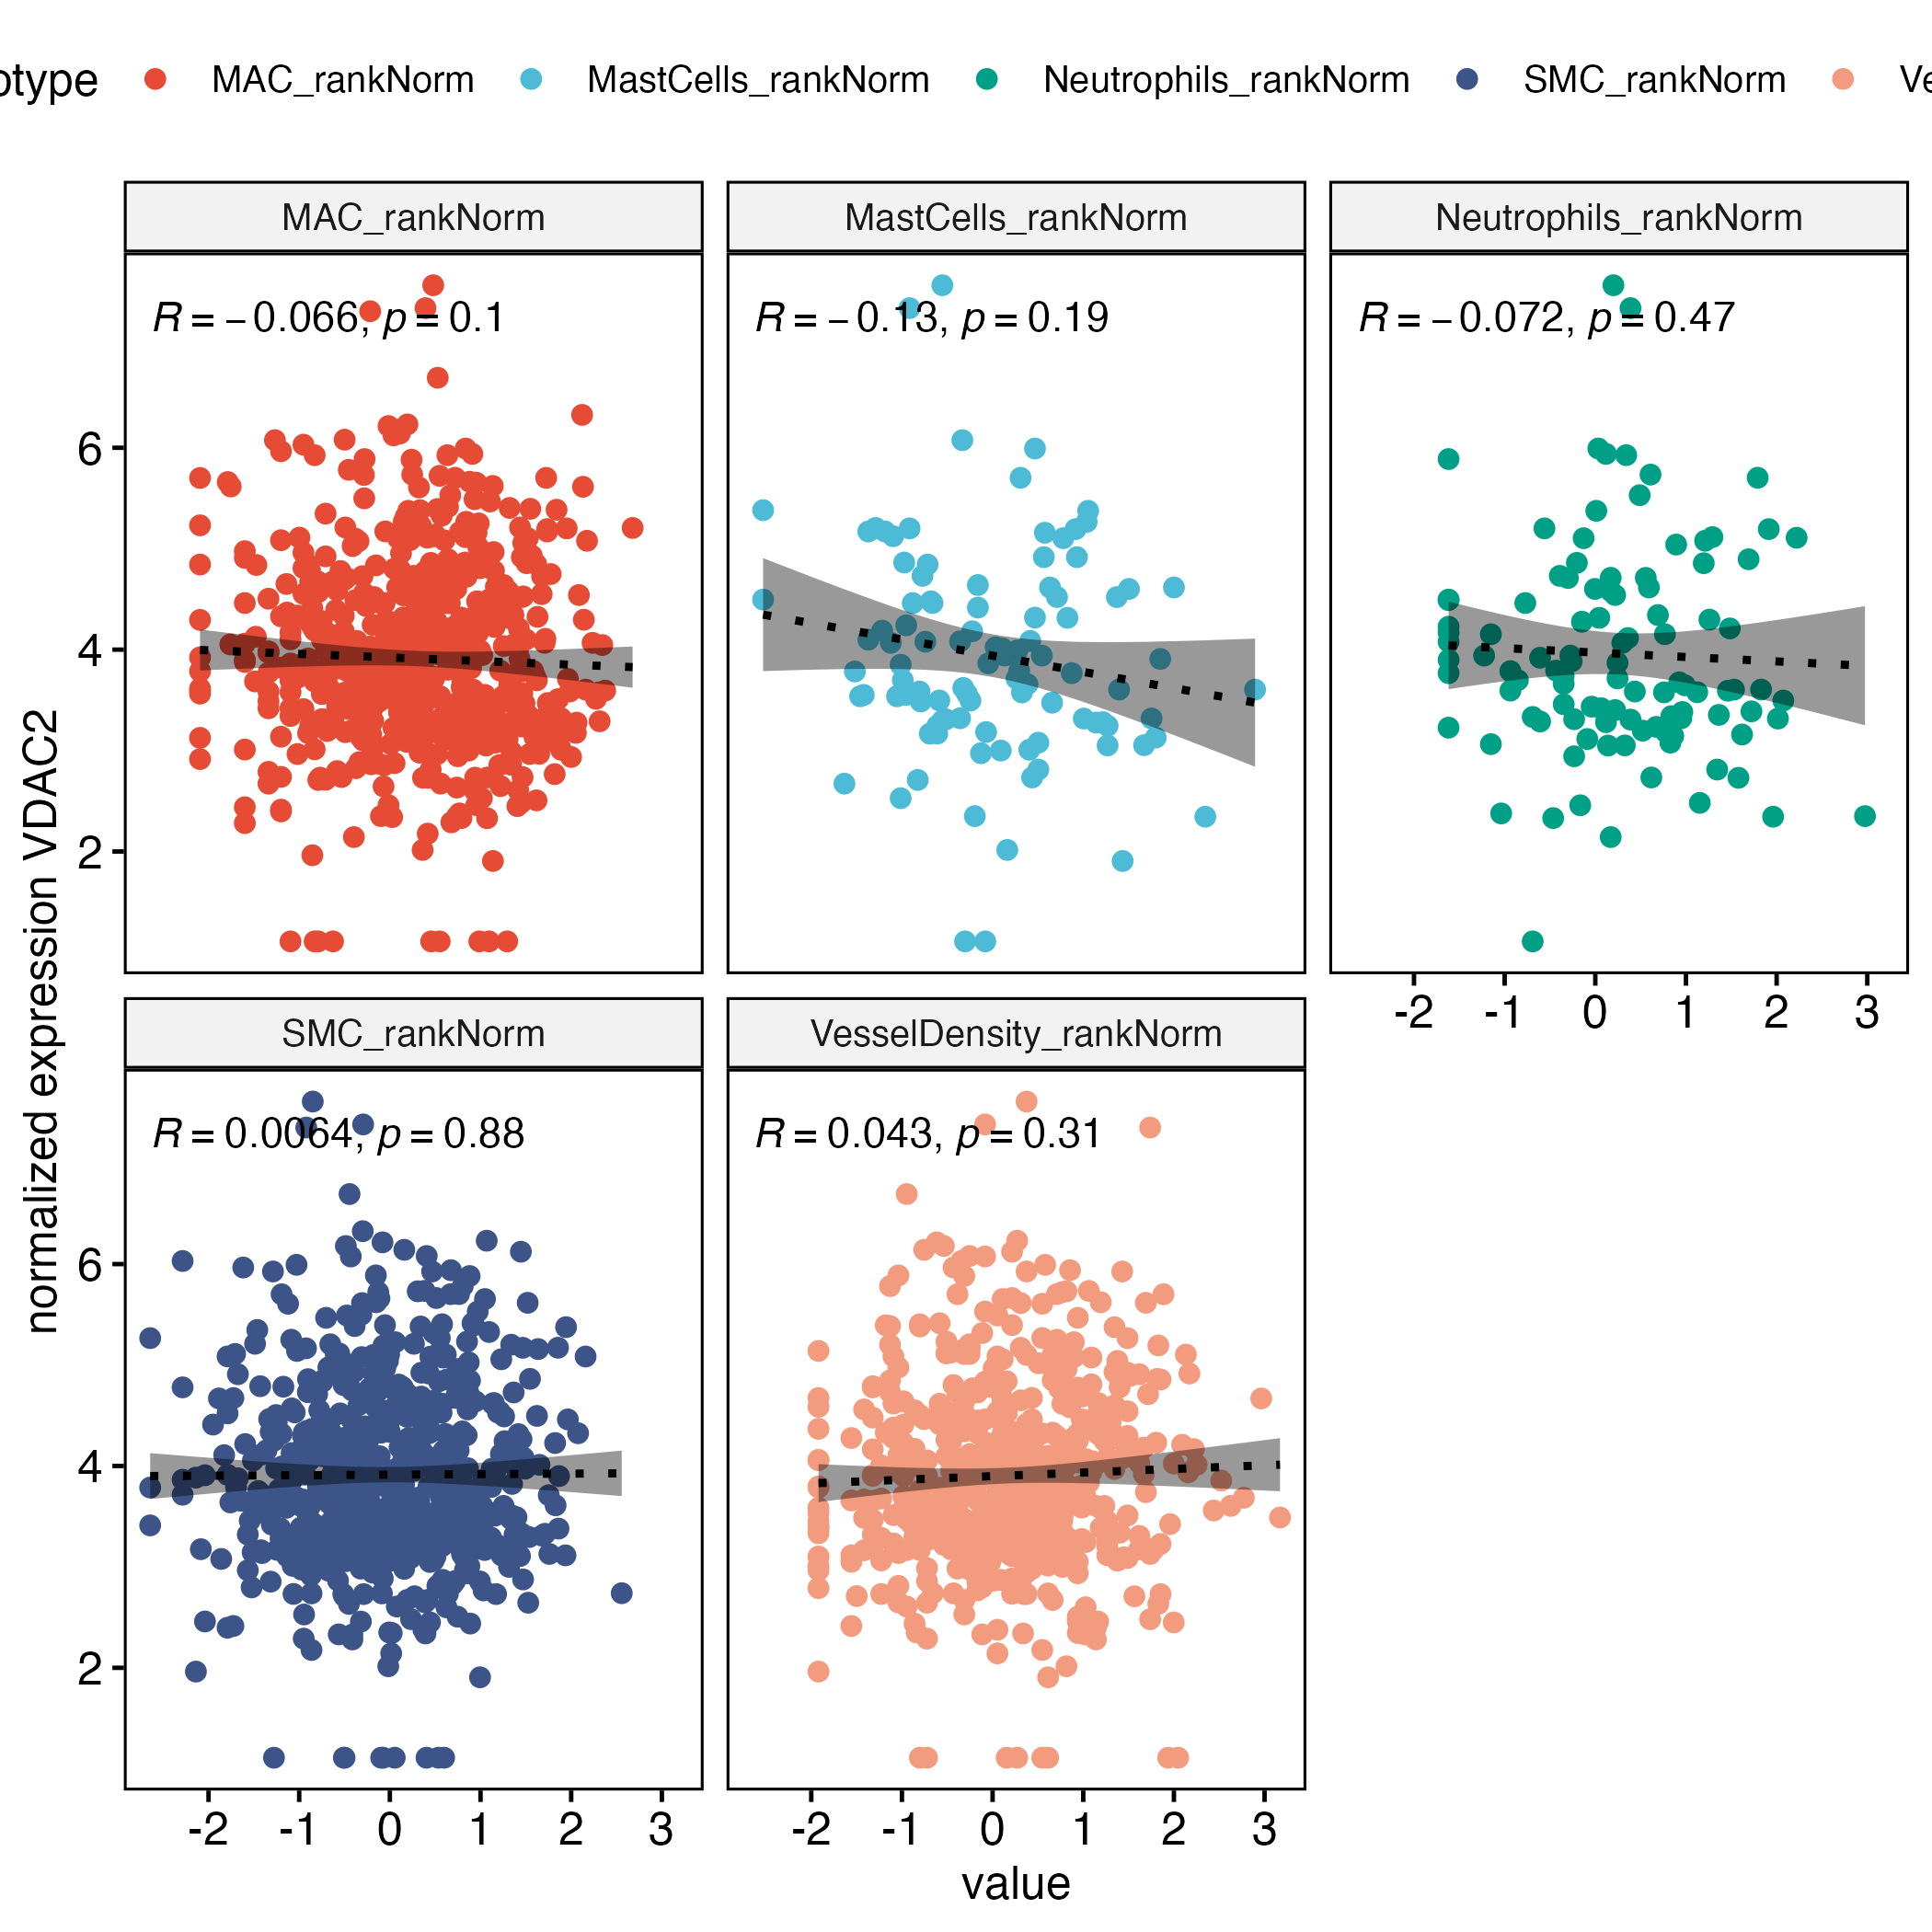 otype MAC_rankNorm MastCells_rankNorm Neutrophils_rankNorm SMC_rankNorm Ve
MAC_rankNorm MastCells_rankNorm Neutrophils_rankNorm
R = −0.066, p = 0.1 R = −0.13, p = 0.19 R = −0.072, p = 0.47
6
4
2
-2 -1 0 1 2 3
normalized expression VDAC2
SMC_rankNorm VesselDensity_rankNorm
R = 0.0064, p = 0.88 R = 0.043, p = 0.31
6
4
2
-2 -1 0 1 2 3 -2 -1 0 1 2 3
value